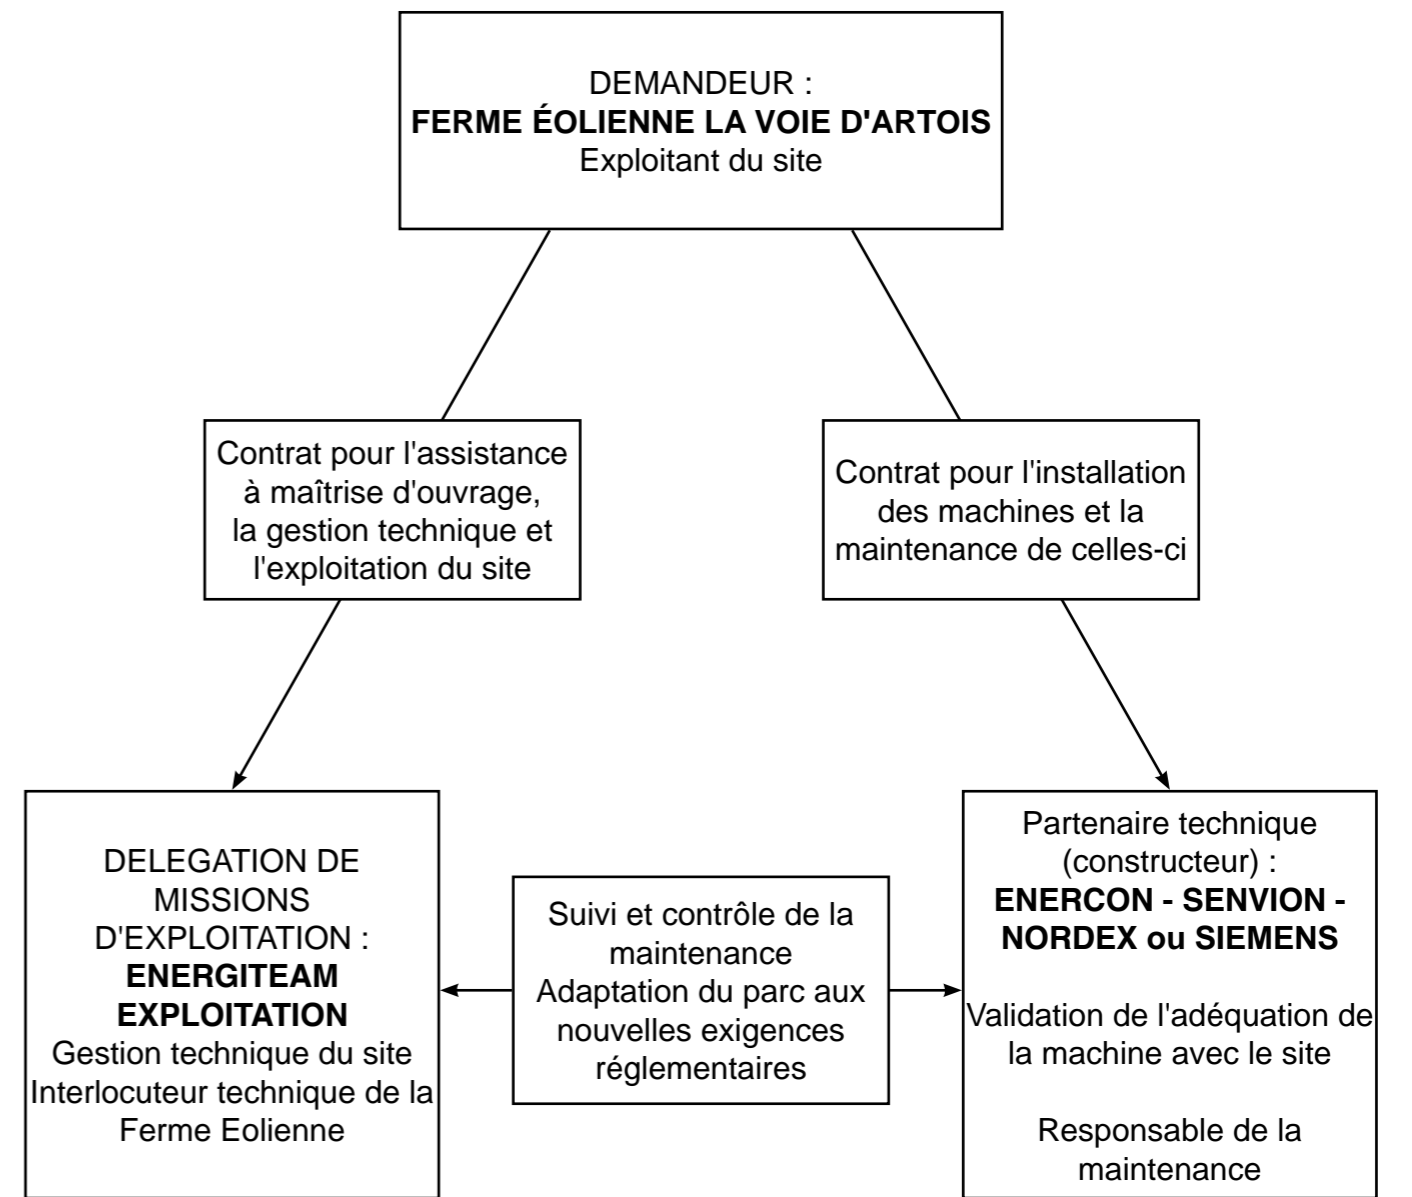 DEMANDEUR :
FERME ÉOLIENNE LA VOIE D'ARTOIS
Exploitant du site
Contrat pour l'assistance
à maîtrise d'ouvrage,
la gestion technique et
l'exploitation du site
Contrat pour l'installation
des machines et la
maintenance de celles-ci
DELEGATION DE
MISSIONS
D'EXPLOITATION :
ENERGITEAM
EXPLOITATION
Gestion technique du site
Interlocuteur technique de la
Ferme Eolienne
Suivi et contrôle de la
maintenance
Adaptation du parc aux
nouvelles exigences
réglementaires
Partenaire technique
(constructeur) :
ENERCON - SENVION -
NORDEX ou SIEMENS
Validation de l'adéquation de
la machine avec le site
Responsable de la
maintenance